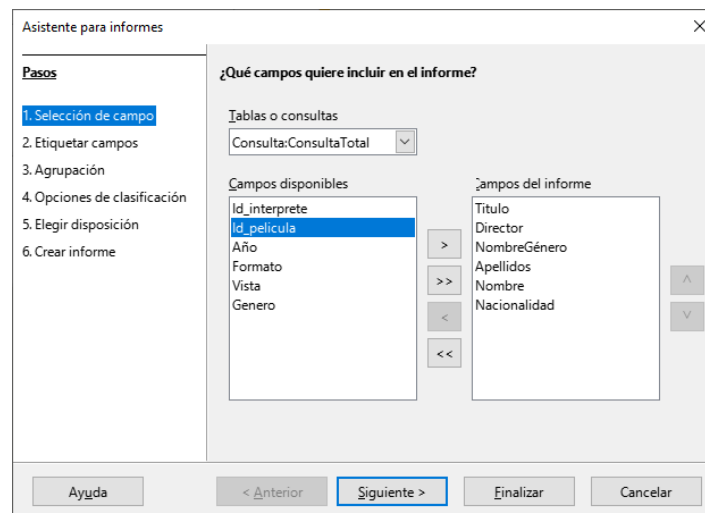 Asistente para informes
Pasos
1. Selección de campo
2. Etiquetar campos
3. Agrupación
4. Opciones de clasificación
5. Elegir disposición
6. Crear informe
¿Qué campos quiere incluir en el informe?
Tablas o consultas
Consulta:ConsultaTotal
Campos disponibles
Id_interprete
Id_pelicula
Año
Formato
Vista
Genero
>
>>
<
<<
Campos del informe
Titulo
Director
NombreGénero
Apellidos
Nombre
Nacionalidad
Ayuda
< Anterior
Siguiente >
Finalizar
Cancelar